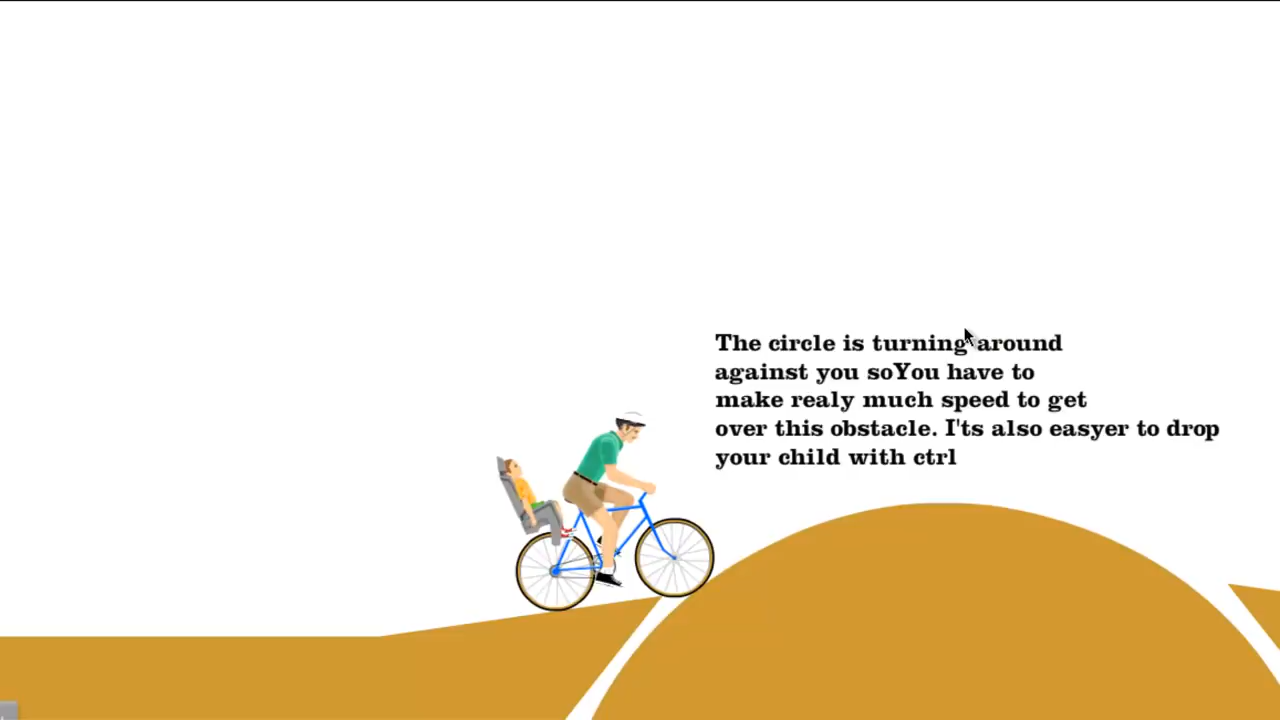 The circle is turning around
against you soYou have to
make realy much speed to get
over this obstacle. I'ts also easyer to drop
your child with ctrl